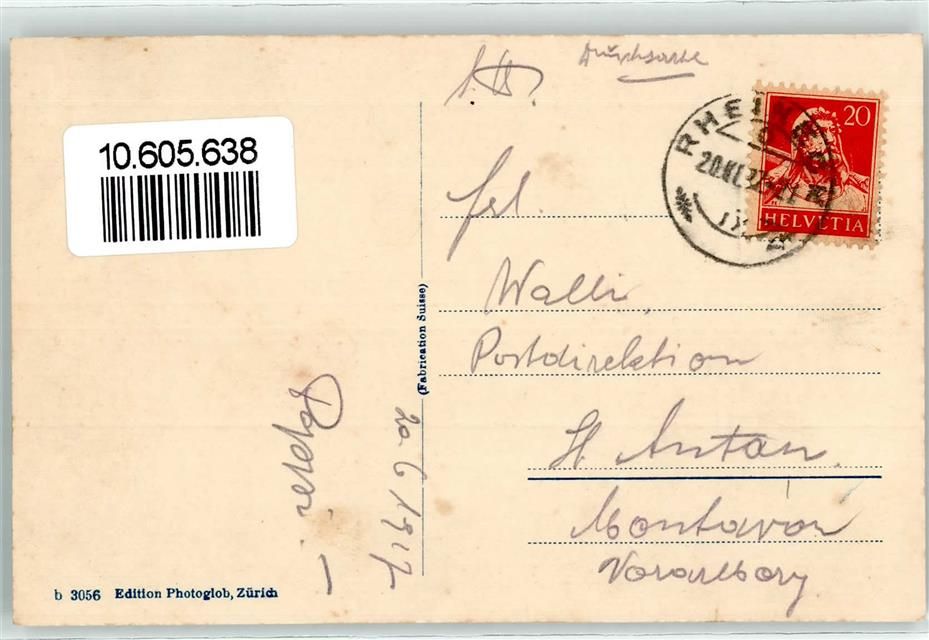 10.605.638
Drucksache
20
HELVETIA
RHEINECK
Frl.
Walli
Postdirektion
St Anton
Montavon
Vorarlberg
(Fabrication Suisse)
b 3056 Edition Photoglob, Zürich